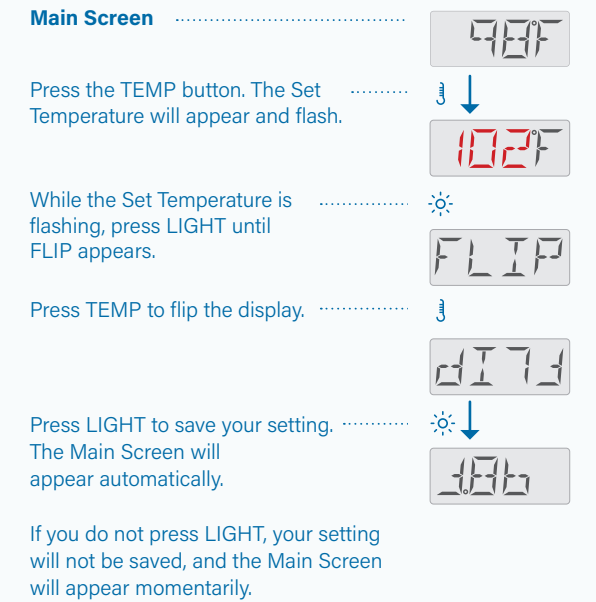 Main Screen
98°F
Press the TEMP button. The Set
Temperature will appear and flash.
102°F
While the Set Temperature is
flashing, press LIGHT until
FLIP appears.
FLIP
Press TEMP to flip the display.
Press LIGHT to save your setting.
The Main Screen will
appear automatically.
If you do not press LIGHT, your setting
will not be saved, and the Main Screen
will appear momentarily.